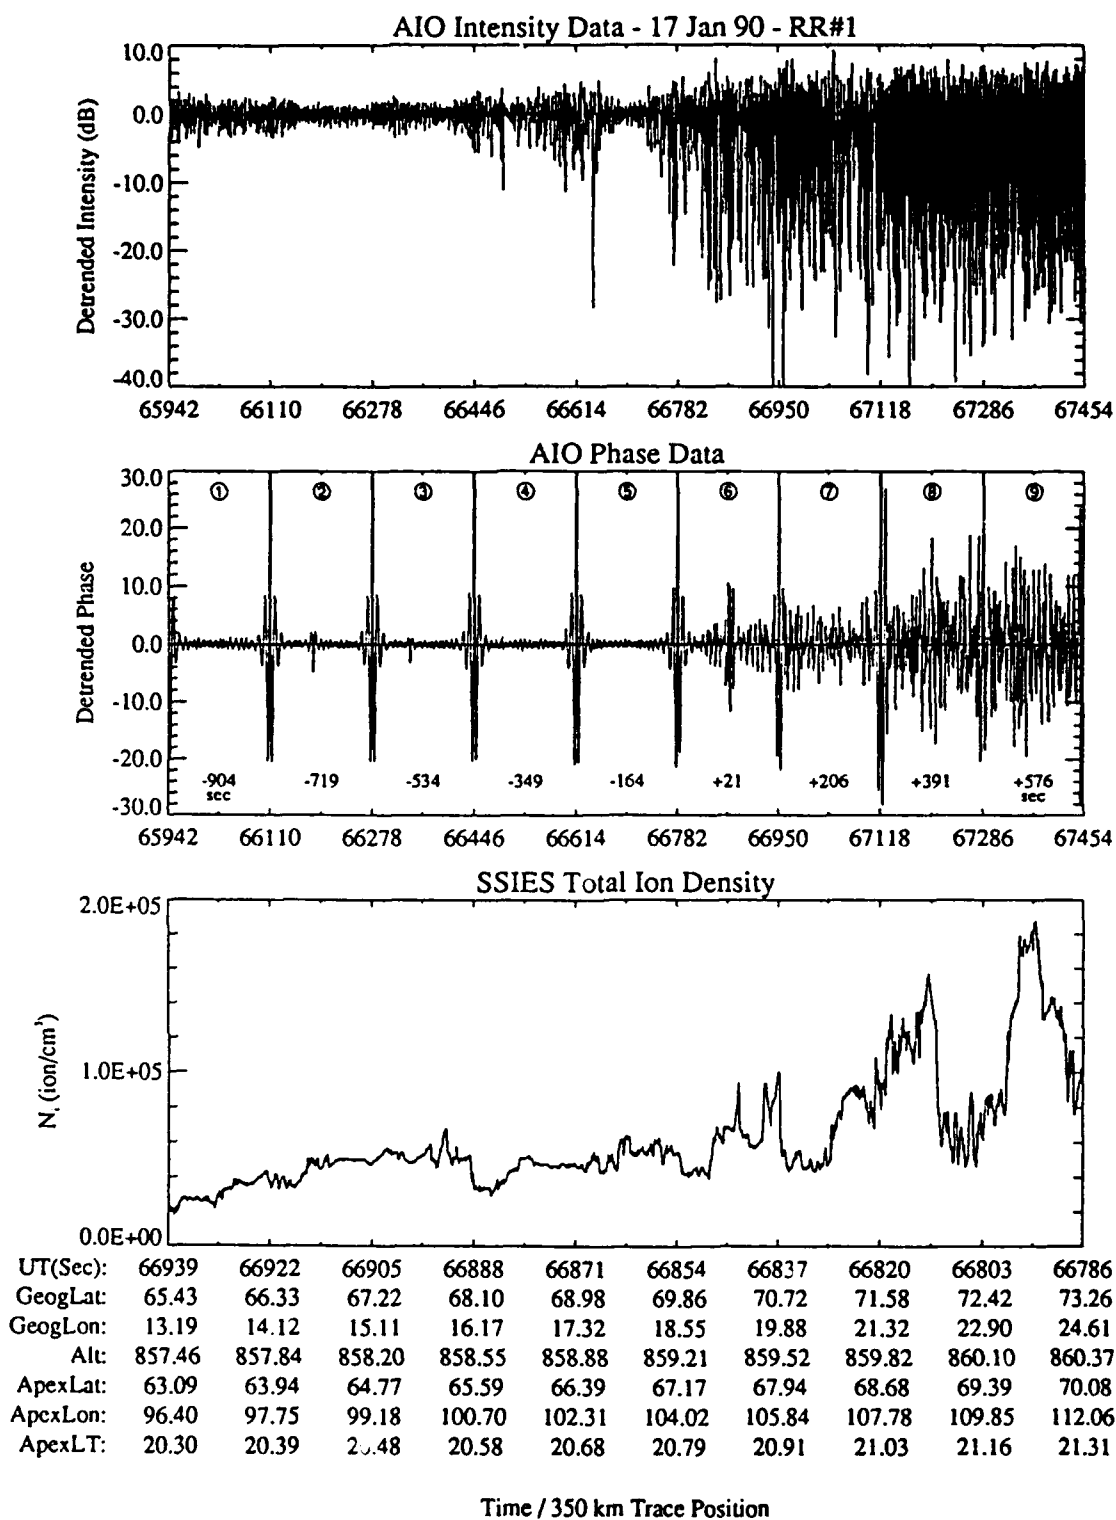 AIO Intensity Data - 17 Jan 90 - RR#1
10.0
0.0
-10.0
-20.0
-30.0
-40.0
Detrended Intensity (dB)
65942 66110 66278 66446 66614 66782 66950 67118 67286 67454
AIO Phase Data
30.0
20.0
10.0
0.0
-10.0
-20.0
-30.0
Detrended Phase
① ② ③ ④ ⑤ ⑥ ⑦ ⑧ ⑨
-904 -719 -534 -349 -164 +21 +206 +391 +576
sec sec
65942 66110 66278 66446 66614 66782 66950 67118 67286 67454
SSIES Total Ion Density
2.0E+05
1.0E+05
0.0E+00
(ion/cm³)
UT(Sec): 66939 66922 66905 66888 66871 66854 66837 66820 66803 66786
GeogLat: 65.43 66.33 67.22 68.10 68.98 69.86 70.72 71.58 72.42 73.26
GeogLon: 13.19 14.12 15.11 16.17 17.32 18.55 19.88 21.32 22.90 24.61
Alt: 857.46 857.84 858.20 858.55 858.88 859.21 859.52 859.82 860.10 860.37
ApexLat: 63.09 63.94 64.77 65.59 66.39 67.17 67.94 68.68 69.39 70.08
ApexLon: 96.40 97.75 99.18 100.70 102.31 104.02 105.84 107.78 109.85 112.06
ApexLT: 20.30 20.39 20.48 20.58 20.68 20.79 20.91 21.03 21.16 21.31
Time / 350 km Trace Position